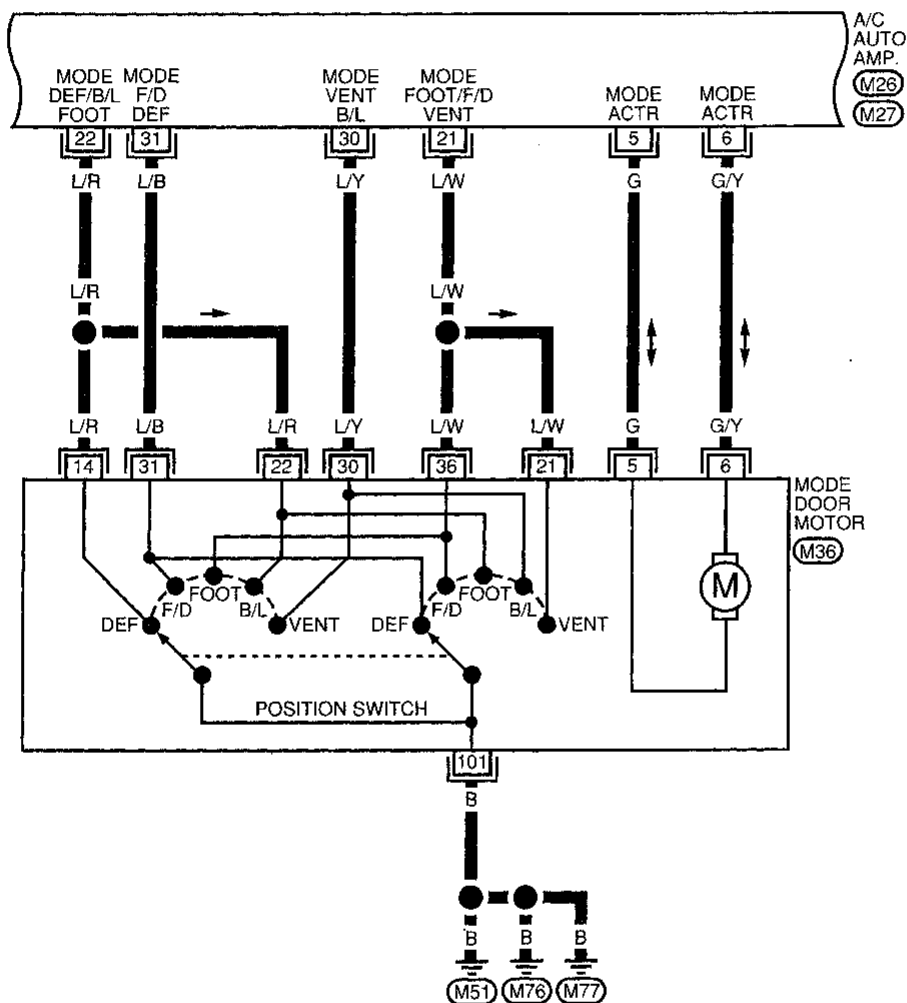 A/C
AUTO
AMP.
M26
M27
MODE
DEF/B/L
FOOT
MODE
F/D
DEF
MODE
VENT
B/L
MODE
FOOT/F/D
VENT
MODE
ACTR
MODE
ACTR
22 31 30 21 5 6
L/R L/B L/Y L/W G G/Y
L/R L/W
L/R L/B L/R L/Y L/W L/W G G/Y
14 31 22 30 36 21 5 6
MODE
DOOR
MOTOR
M36
M
FOOT FOOT
F/D B/L F/D B/L
DEF VENT DEF VENT
POSITION SWITCH
101
B
B B B
M51 M76 M77